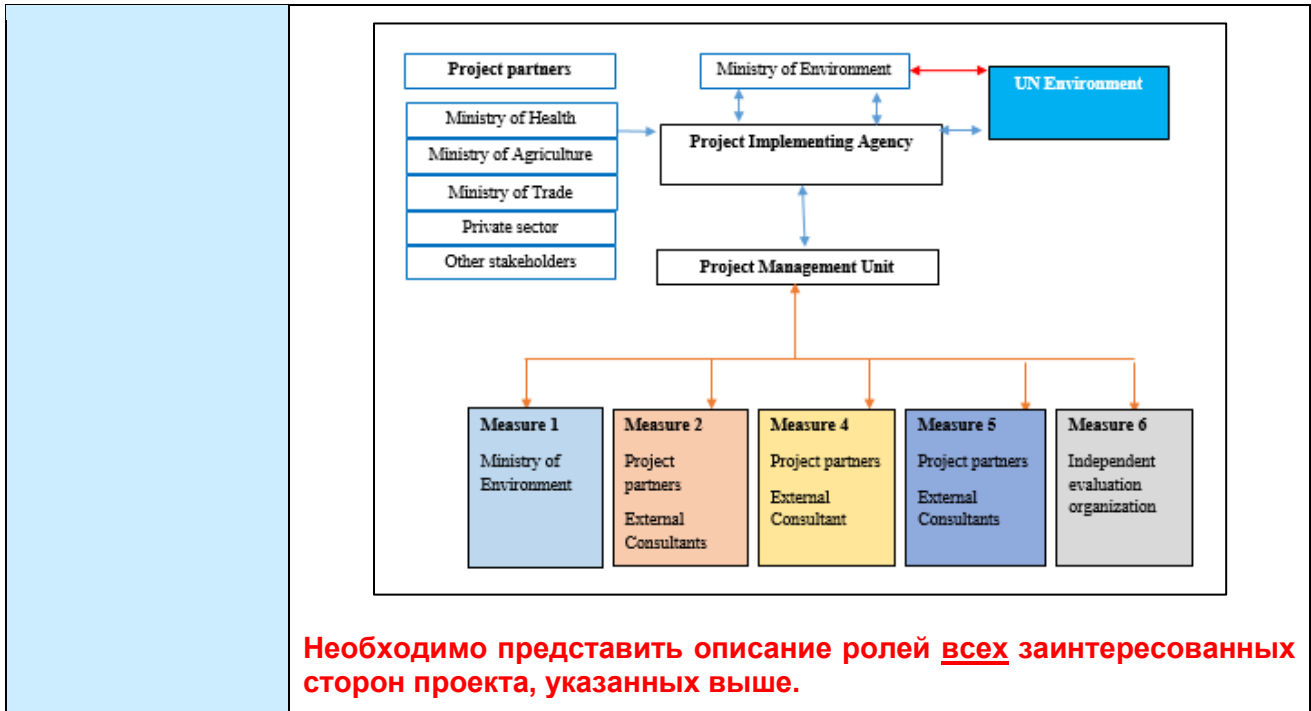 Project partners
Ministry of Health
Ministry of Agriculture
Ministry of Trade
Private sector
Other stakeholders
Ministry of Environment
UN Environment
Project Implementing Agency
Project Management Unit
Measure 1
Ministry of
Environment
Measure 2
Project
partners
External
Consultants
Measure 4
Project partners
External
Consultant
Measure 5
Project partners
External
Consultants
Measure 6
Independent
evaluation
organization
Необходимо представить описание ролей всех заинтересованных
сторон проекта, указанных выше.